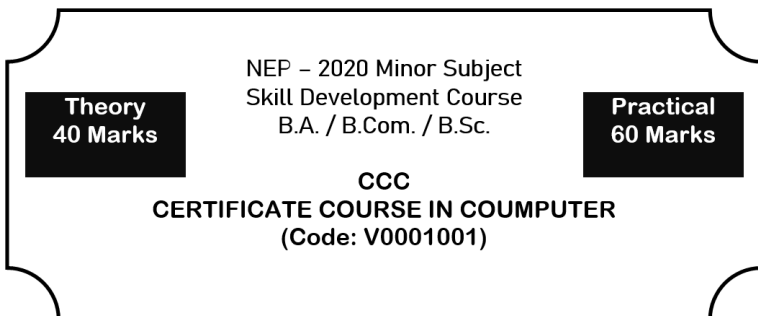 NEP – 2020 Minor Subject
Skill Development Course
B.A. / B.Com. / B.Sc.
Theory
40 Marks
Practical
60 Marks
CCC
CERTIFICATE COURSE IN COUMPUTER
(Code: V0001001)